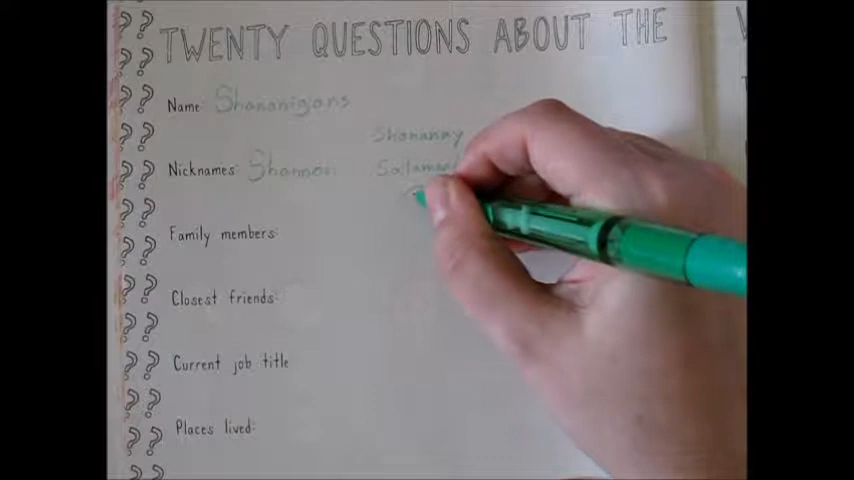 TWENTY QUESTIONS ABOUT THE
Name: Shananigans
Shananay
Nicknames: Shannon
Family members:
Closest friends:
Current job title
Places lived: